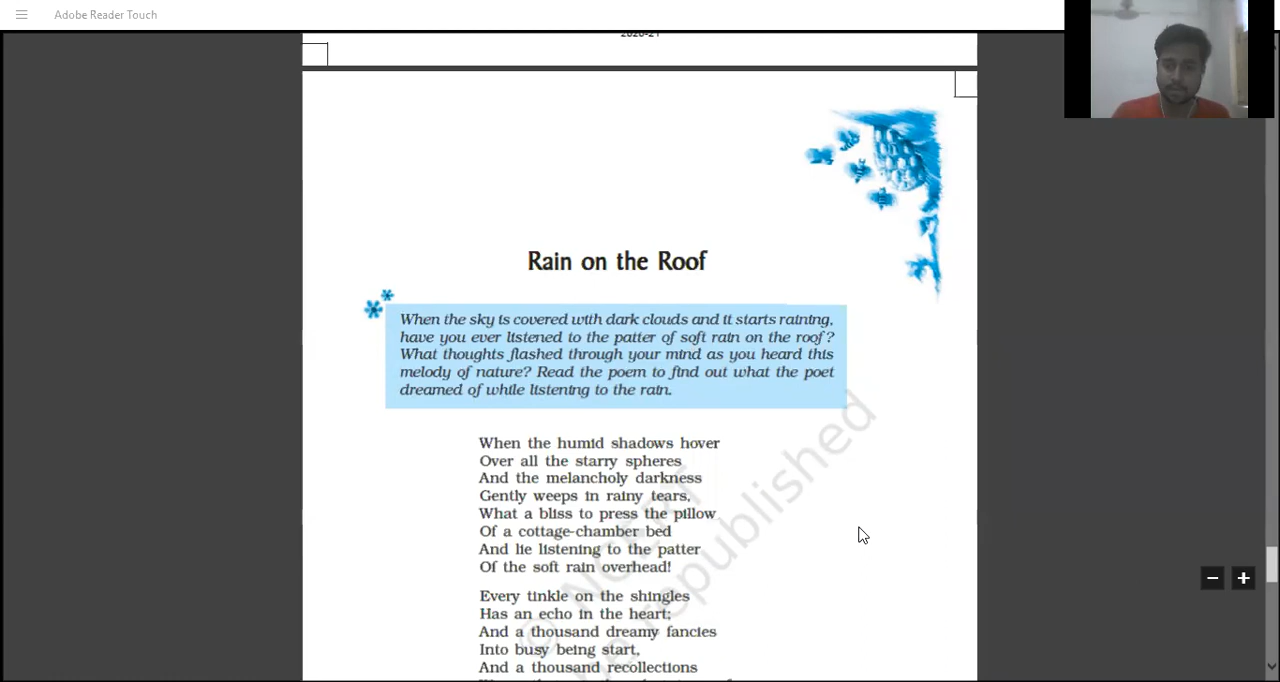 Adobe Reader Touch
2020-21
Rain on the Roof
When the sky is covered with dark clouds and it starts raining,
have you ever listened to the patter of soft rain on the roof?
What thoughts flashed through your mind as you heard this
melody of nature? Read the poem to find out what the poet
dreamed of while listening to the rain.
When the humid shadows hover
Over all the starry spheres
And the melancholy darkness
Gently weeps in rainy tears,
What a bliss to press the pillow
Of a cottage-chamber bed
And lie listening to the patter
Of the soft rain overhead!
Every tinkle on the shingles
Has an echo in the heart;
And a thousand dreamy fancies
Into busy being start,
And a thousand recollections
© NCERT
be republished